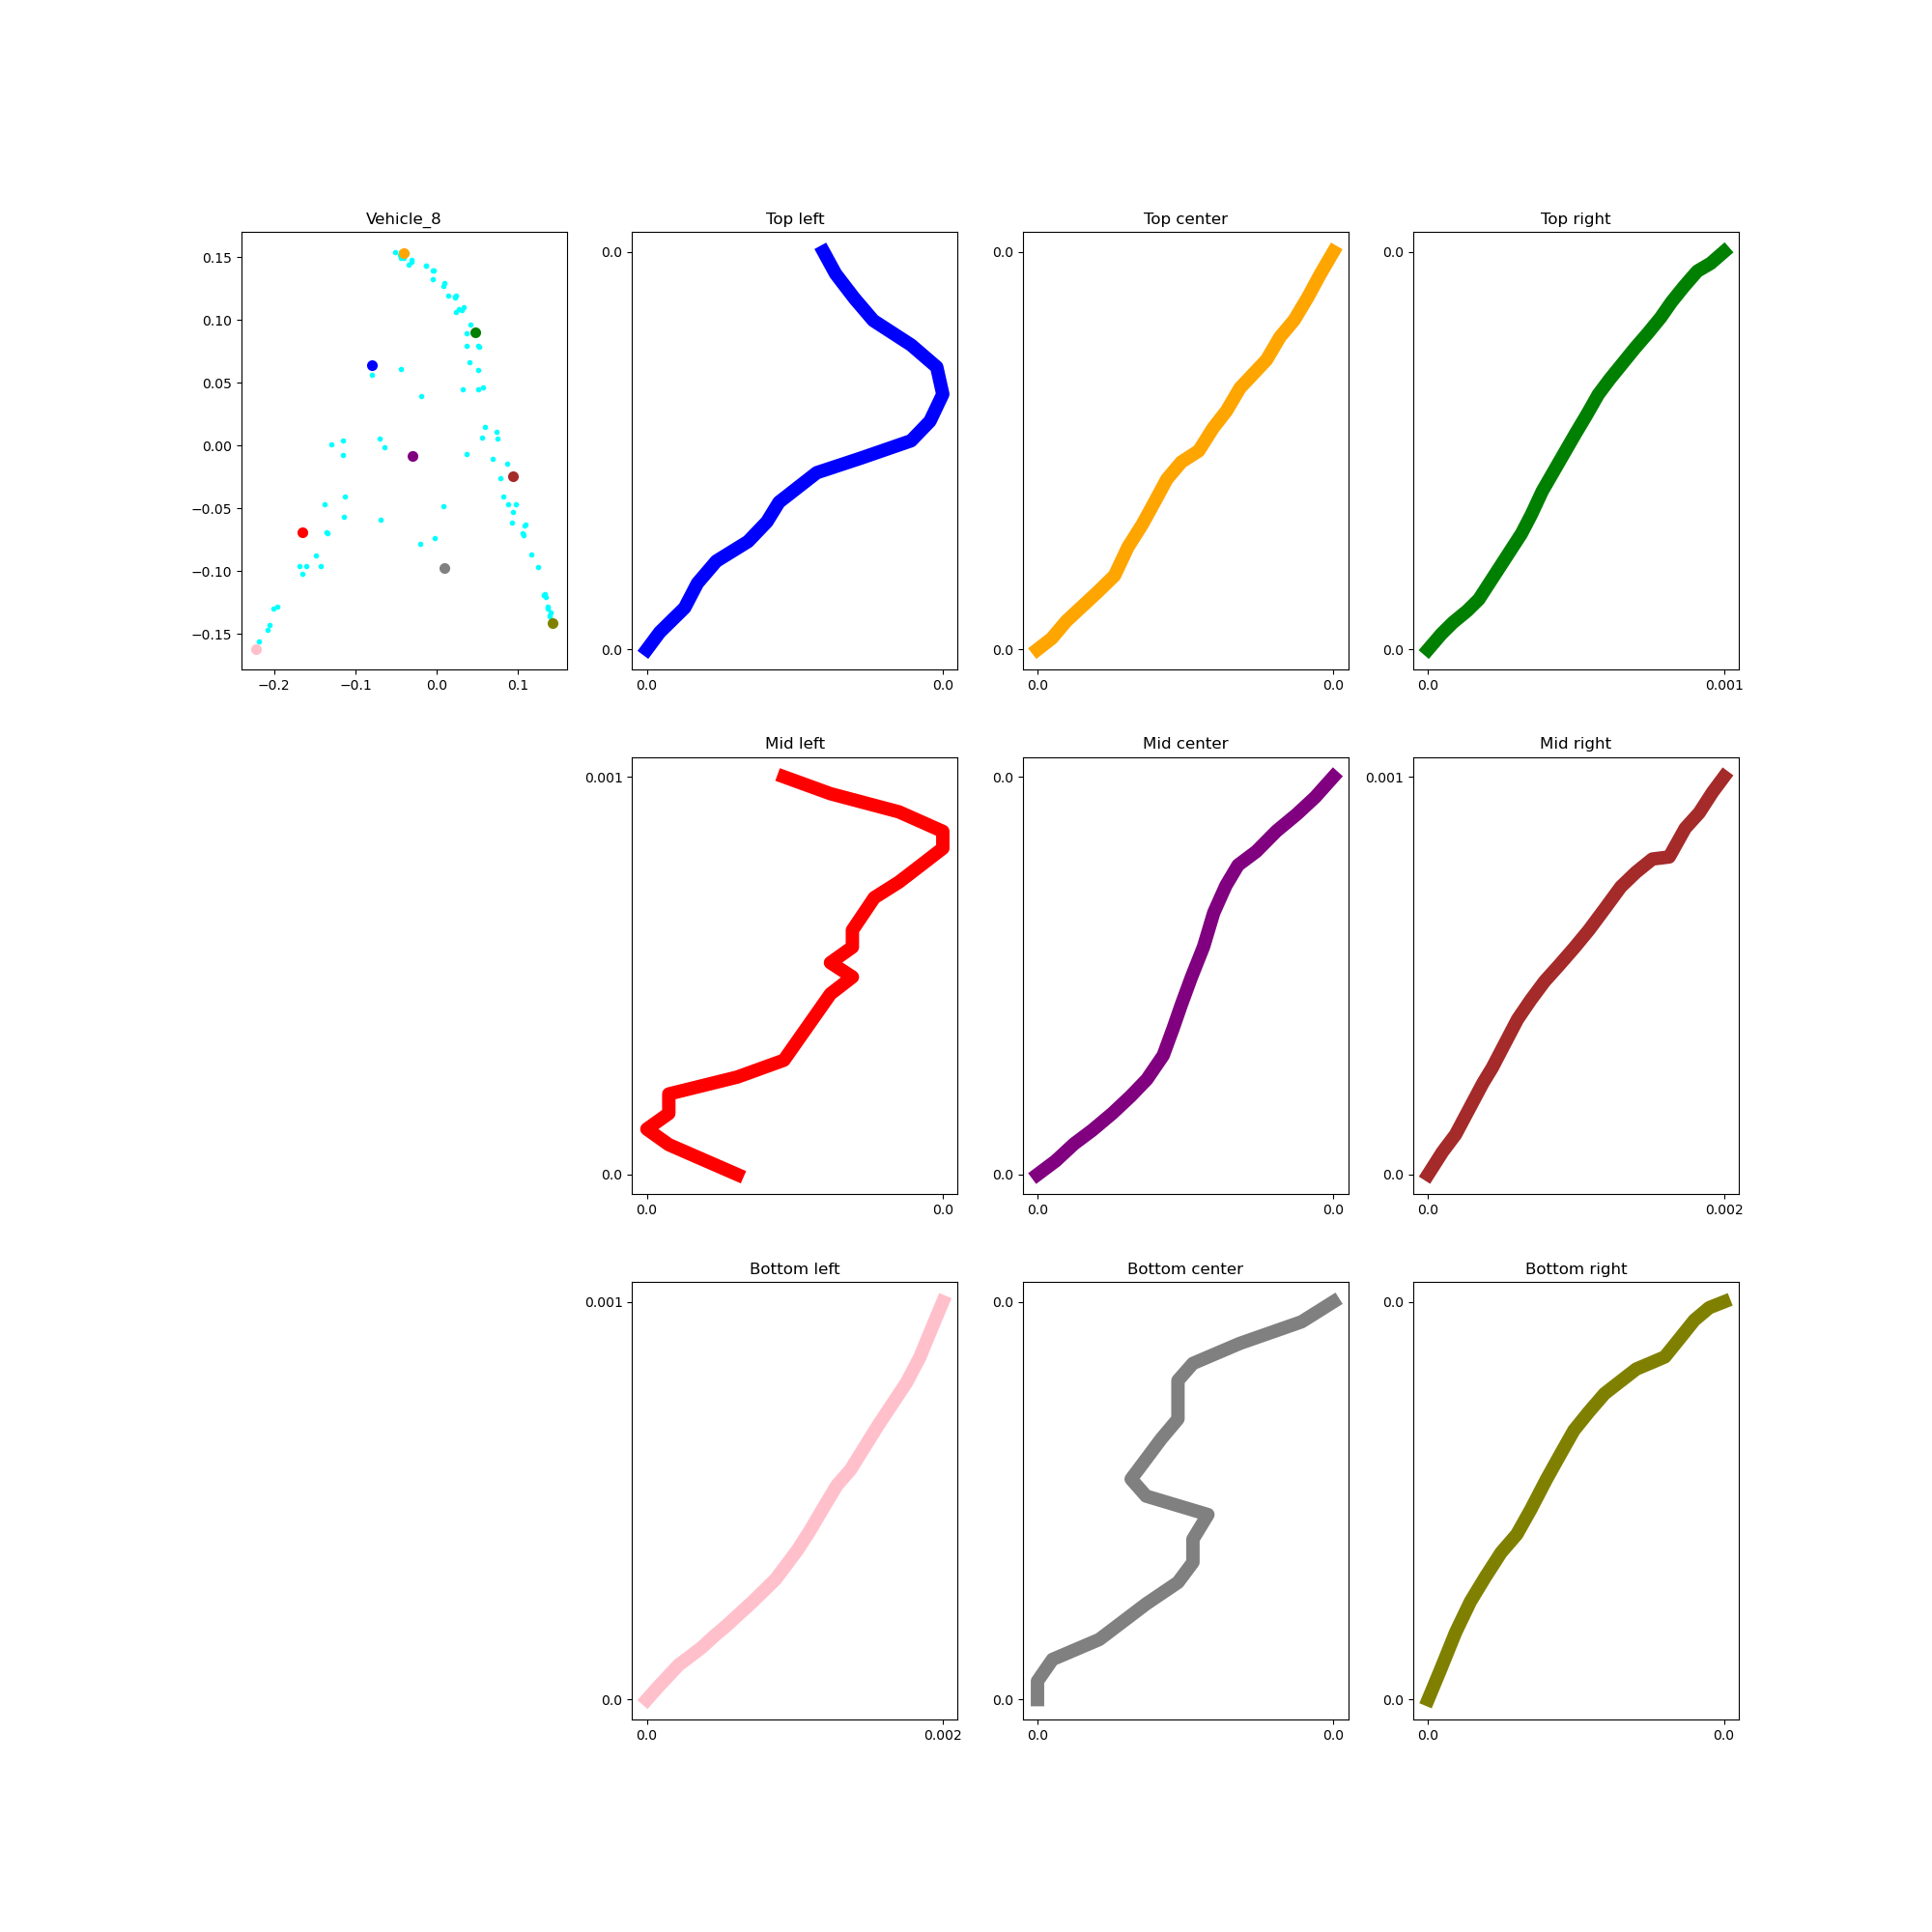 Vehicle_8 Top left Top center Top right
0.15 0.0 0.0 0.0
0.10
0.05
0.00
−0.05
−0.10
−0.15
0.0 0.0 0.0
−0.2 −0.1 0.0 0.1 0.0 0.0 0.0 0.0 0.0 0.001
Mid left Mid center Mid right
0.001 0.0 0.001
0.0 0.0 0.0
0.0 0.0 0.0 0.0 0.0 0.002
Bottom left Bottom center Bottom right
0.001 0.0 0.0
0.0 0.0 0.0
0.0 0.002 0.0 0.0 0.0 0.0